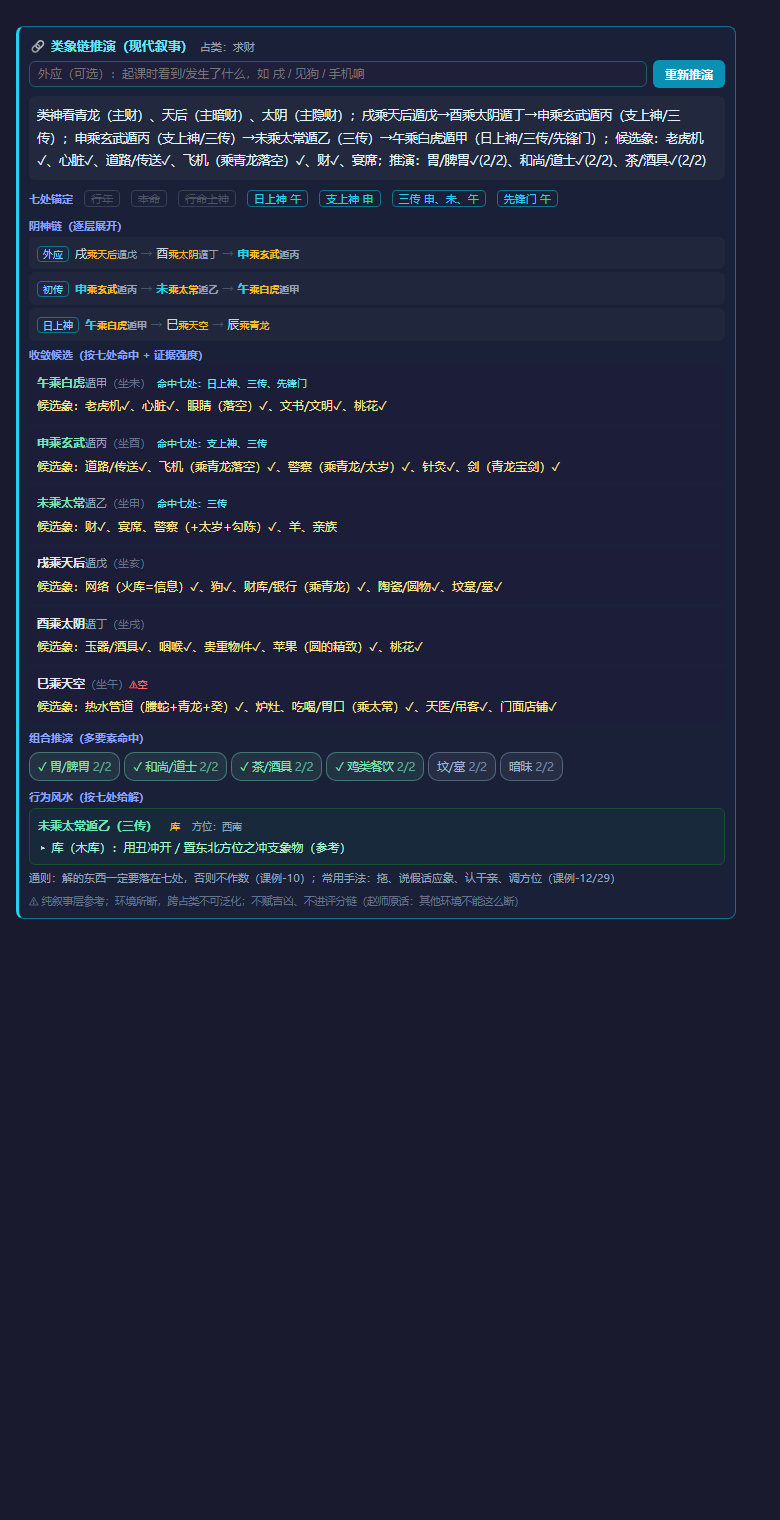 🔗 类象链推演（现代叙事） 占类：求财
外应（可选）：起课时看到/发生了什么，如 戌 / 见狗 / 手机响 重新推演
类神看青龙（主财）、天后（主暗财）、太阴（主隐财）；戌乘天后遁戊→酉乘太阴遁丁→申乘玄武遁丙（支上神/三
传）；申乘玄武遁丙（支上神/三传）→未乘太常遁乙（三传）→午乘白虎遁甲（日上神/三传/先锋门）；候选象：老虎机
✓、心脏✓、道路/传送✓、飞机（乘青龙落空）✓、财✓、宴席；推演：胃/脾胃✓(2/2)、和尚/道士✓(2/2)、茶/酒具✓(2/2)
七处锚定 行年 本命 行命上神 日上神 午 支上神 申 三传 申、未、午 先锋门 午
阴神链（逐层展开）
外应 戌乘天后遁戊 → 酉乘太阴遁丁 → 申乘玄武遁丙
初传 申乘玄武遁丙 → 未乘太常遁乙 → 午乘白虎遁甲
日上神 午乘白虎遁甲 → 巳乘天空 → 辰乘青龙
收敛候选（按七处命中 + 证据强度）
午乘白虎遁甲（坐未） 命中七处：日上神、三传、先锋门
候选象：老虎机✓、心脏✓、眼睛（落空）✓、文书/文明✓、桃花✓
申乘玄武遁丙（坐酉） 命中七处：支上神、三传
候选象：道路/传送✓、飞机（乘青龙落空）✓、警察（乘青龙/太岁）✓、针灸✓、剑（青龙宝剑）✓
未乘太常遁乙（坐申） 命中七处：三传
候选象：财✓、宴席、警察（+太岁+勾陈）✓、羊、亲族
戌乘天后遁戊（坐亥）
候选象：网络（火库=信息）✓、狗✓、财库/银行（乘青龙）✓、陶瓷/圆物✓、坟墓/墓✓
酉乘太阴遁丁（坐戌）
候选象：玉器/酒具✓、咽喉✓、贵重物件✓、苹果（圆的精致）✓、桃花✓
巳乘天空（坐午） ⚠空
候选象：热水管道（螣蛇+青龙+癸）✓、炉灶、吃喝/胃口（乘太常）✓、天医/吊客✓、门面店铺✓
组合推演（多要素命中）
✓ 胃/脾胃 2/2 ✓ 和尚/道士 2/2 ✓ 茶/酒具 2/2 ✓ 鸡类餐饮 2/2 坟/墓 2/2 暗昧 2/2
行为风水（按七处给解）
未乘太常遁乙（三传） 库 方位：西南
‣ 库（木库）：用丑冲开 / 置东北方位之冲支象物（参考）
通则：解的东西一定要落在七处，否则不作数（课例-10）；常用手法：拖、说假话应象、认干亲、调方位（课例-12/29）
⚠ 纯叙事层参考；环境所断，跨占类不可泛化；不赋吉凶、不进评分链（赵师原话：其他环境不能这么断）